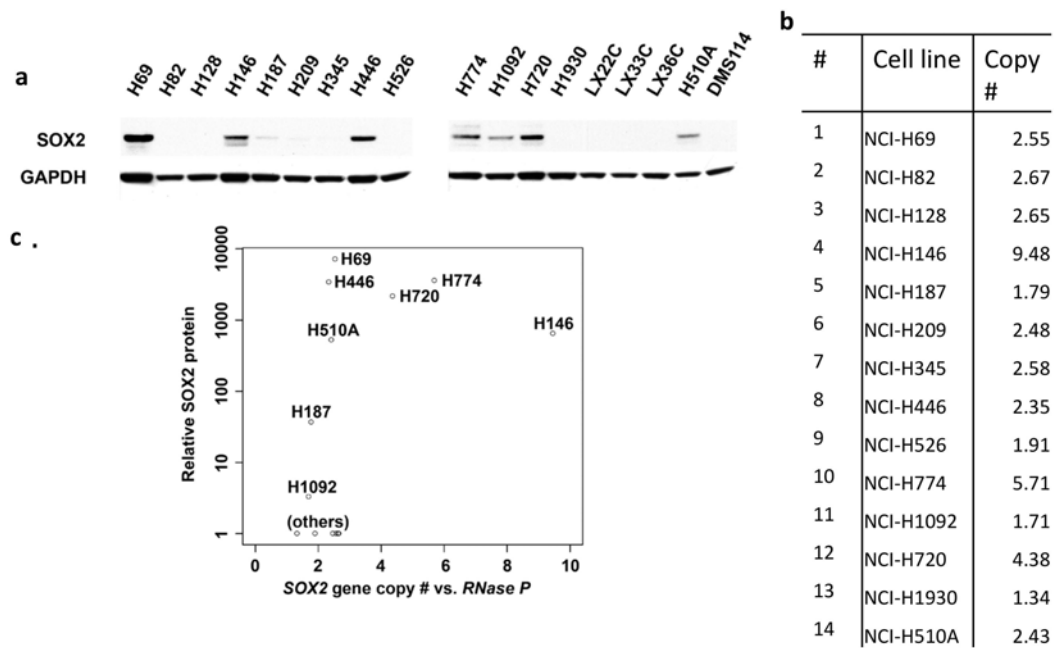 a
H69 H82 H128 H146 H187 H209 H345 H446 H526 H774 H1092 H720 H1930 LX22C LX33C LX36C H510A DMS114
SOX2
GAPDH
c .
10000
1000
100
10
1
Relative SOX2 protein
H69
H446
H774
H720
H510A
H146
H187
H1092
(others)
0 2 4 6 8 10
SOX2 gene copy # vs. RNase P
b
# Cell line Copy
#
1 NCI-H69 2.55
2 NCI-H82 2.67
3 NCI-H128 2.65
4 NCI-H146 9.48
5 NCI-H187 1.79
6 NCI-H209 2.48
7 NCI-H345 2.58
8 NCI-H446 2.35
9 NCI-H526 1.91
10 NCI-H774 5.71
11 NCI-H1092 1.71
12 NCI-H720 4.38
13 NCI-H1930 1.34
14 NCI-H510A 2.43